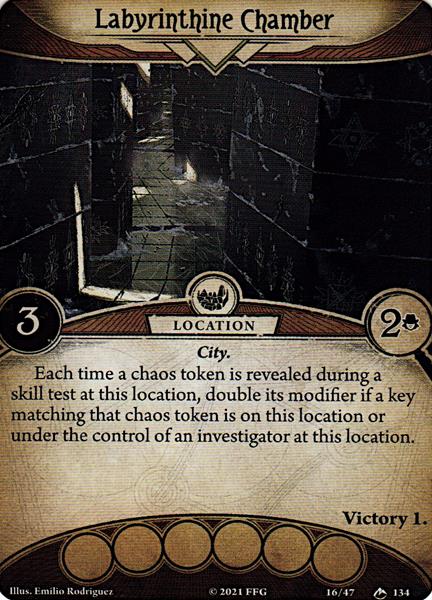 Labyrinthine Chamber
3
2
LOCATION
City.
Each time a chaos token is revealed during a
skill test at this location, double its modifier if a key
matching that chaos token is on this location or
under the control of an investigator at this location.
Victory 1.
Illus. Emilio Rodriguez © 2021 FFG 16/47 134